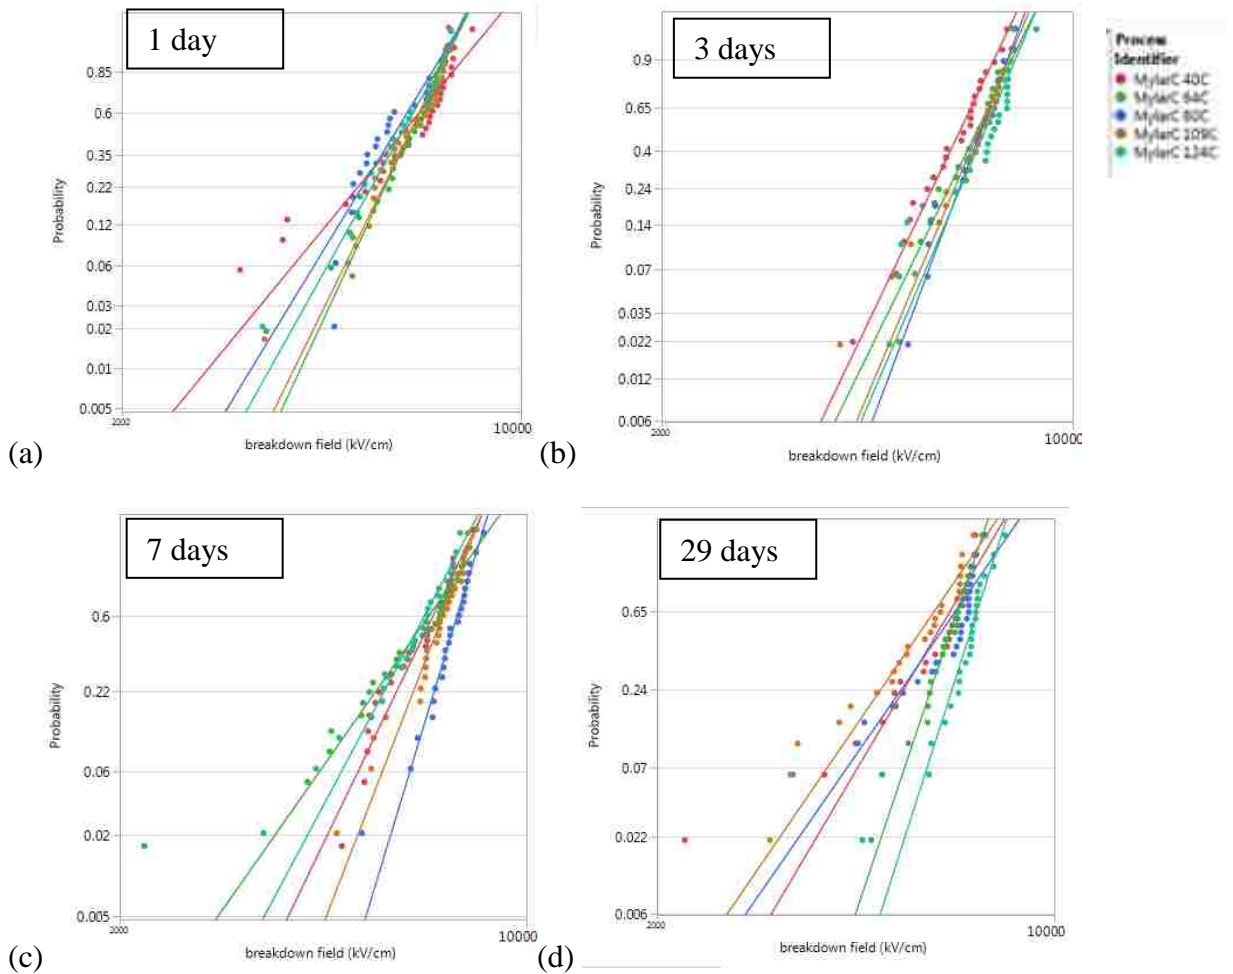 1 day
0.85
0.6
0.35
0.22
0.12
0.06
0.03
0.02
0.01
0.005
Probability
2000
10000
breakdown field (kV/cm)
(a)
3 days
0.9
0.65
0.4
0.24
0.14
0.07
0.035
0.022
0.012
0.006
Probability
2000
10000
breakdown field (kV/cm)
(b)
Process
Identifier
MylarC 40C
MylarC 64C
MylarC 80C
MylarC 109C
MylarC 124C
7 days
0.6
0.22
0.06
0.02
0.005
Probability
2000
10000
breakdown field (kV/cm)
(c)
29 days
0.65
0.24
0.07
0.022
0.006
Probability
2000
10000
breakdown field (kV/cm)
(d)